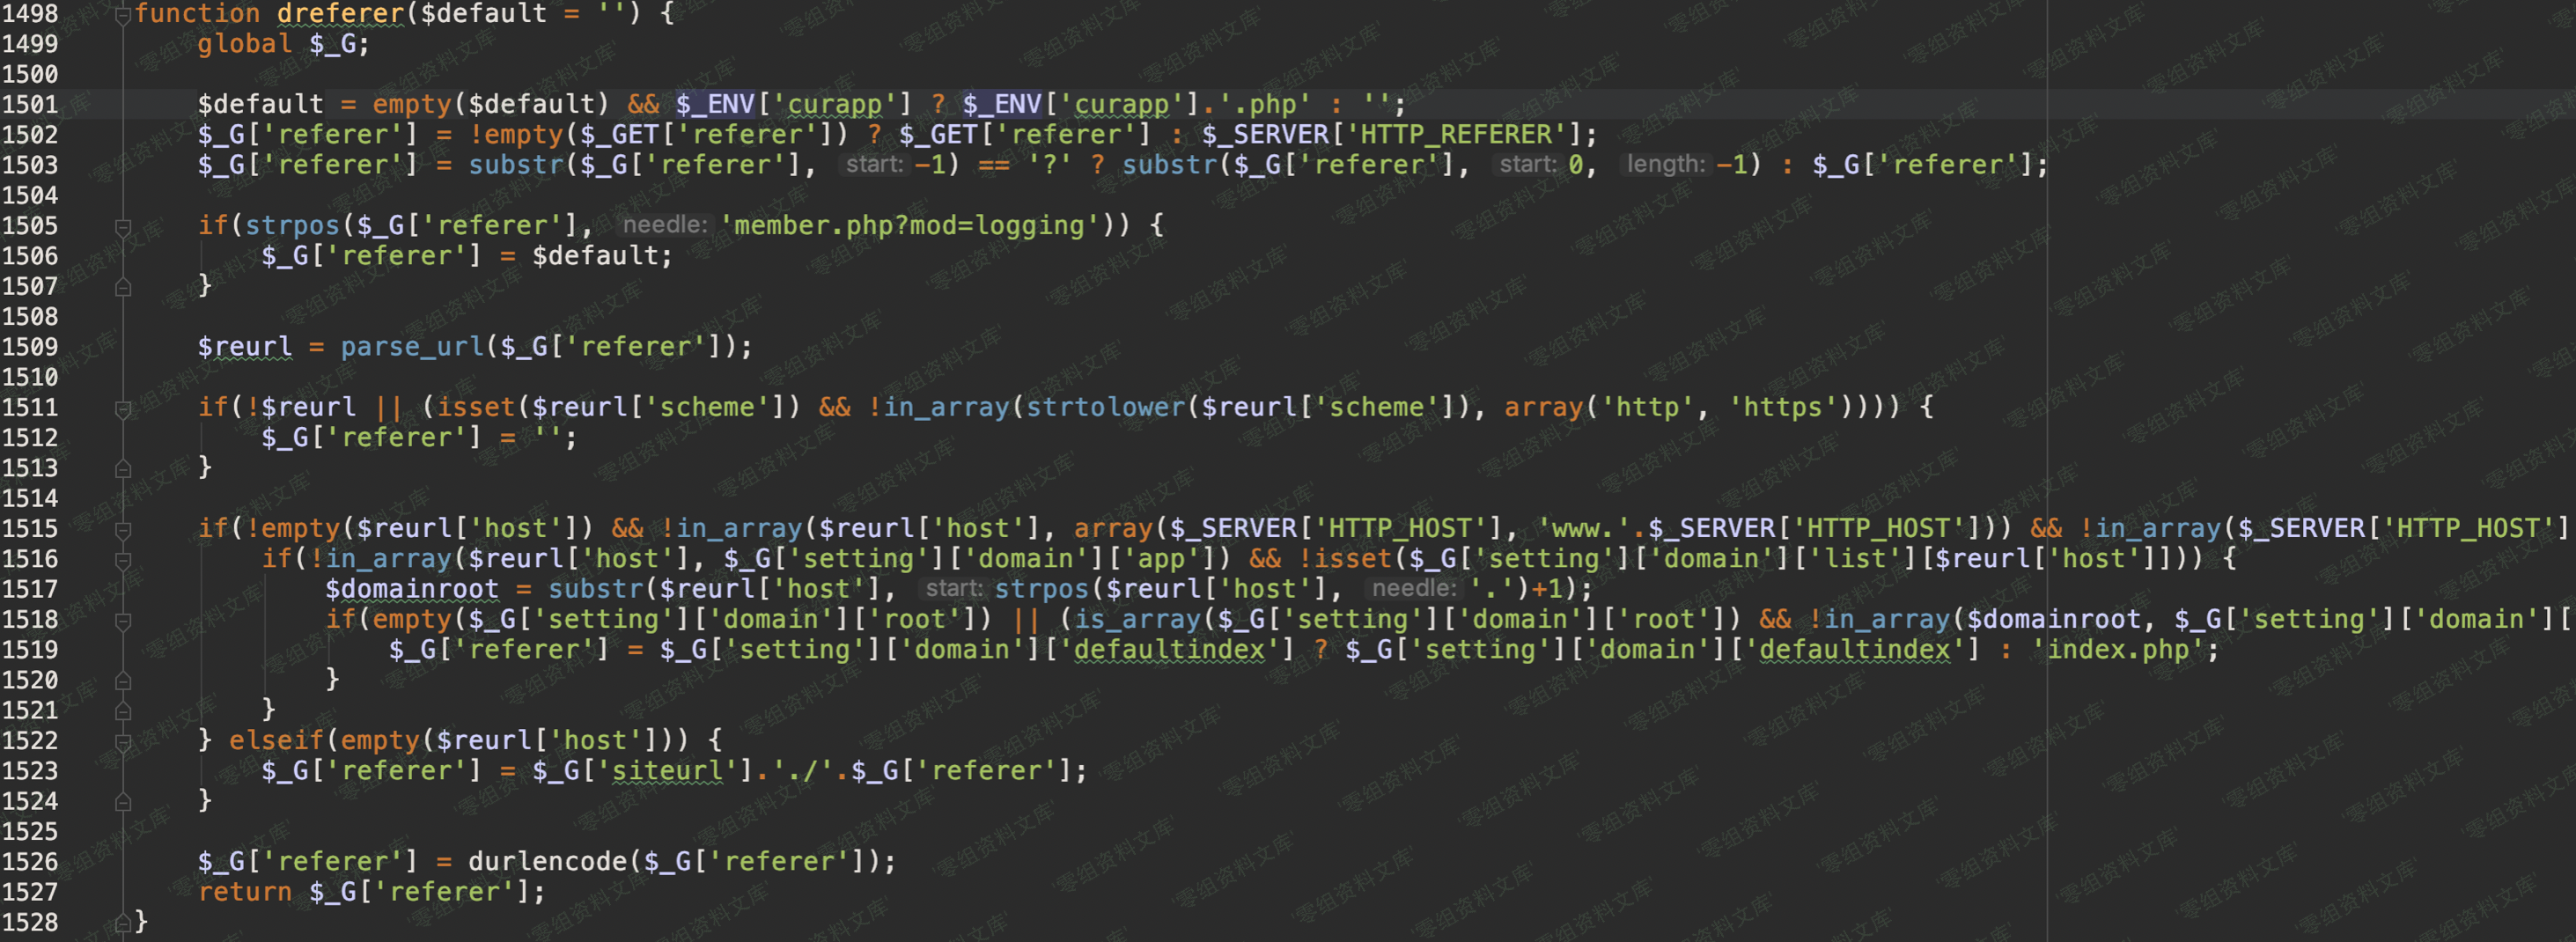 1498 function dreferer($default = '') {
1499 global $_G;
1500
1501 $default = empty($default) && $_ENV['curapp'] ? $_ENV['curapp'].'.php' : '';
1502 $_G['referer'] = !empty($_GET['referer']) ? $_GET['referer'] : $_SERVER['HTTP_REFERER'];
1503 $_G['referer'] = substr($_G['referer'], start: -1) == '?' ? substr($_G['referer'], start: 0, length: -1) : $_G['referer'];
1504
1505 if(strpos($_G['referer'], needle: 'member.php?mod=logging')) {
1506 $_G['referer'] = $default;
1507 }
1508
1509 $reurl = parse_url($_G['referer']);
1510
1511 if(!$reurl || (isset($reurl['scheme']) && !in_array(strtolower($reurl['scheme']), array('http', 'https')))) {
1512 $_G['referer'] = '';
1513 }
1514
1515 if(!empty($reurl['host']) && !in_array($reurl['host'], array($_SERVER['HTTP_HOST'], 'www.'.$_SERVER['HTTP_HOST'])) && !in_array($_SERVER['HTTP_HOST']
1516 if(!in_array($reurl['host'], $_G['setting']['domain']['app']) && !isset($_G['setting']['domain']['list'][$reurl['host']])) {
1517 $domainroot = substr($reurl['host'], start: strpos($reurl['host'], needle: '.')+1);
1518 if(empty($_G['setting']['domain']['root']) || (is_array($_G['setting']['domain']['root']) && !in_array($domainroot, $_G['setting']['domain'][
1519 $_G['referer'] = $_G['setting']['domain']['defaultindex'] ? $_G['setting']['domain']['defaultindex'] : 'index.php';
1520 }
1521 }
1522 } elseif(empty($reurl['host'])) {
1523 $_G['referer'] = $_G['siteurl'].'./'.$_G['referer'];
1524 }
1525
1526 $_G['referer'] = durlencode($_G['referer']);
1527 return $_G['referer'];
1528 }
零组资料文库